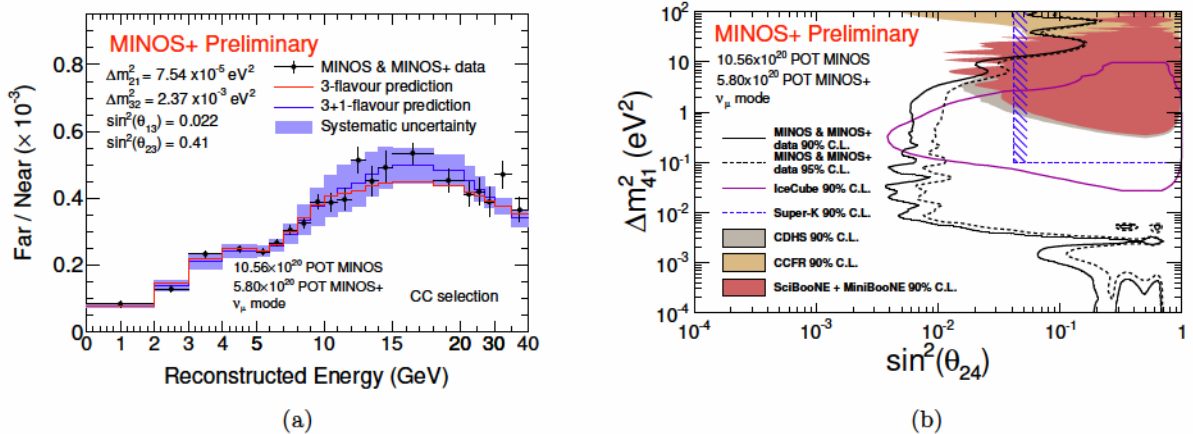 MINOS+ Preliminary
Δm²₂₁ = 7.54 x10⁻⁵ eV²
Δm²₃₂ = 2.37 x10⁻³ eV²
sin²(θ₁₃) = 0.022
sin²(θ₂₃) = 0.41
MINOS & MINOS+ data
3-flavour prediction
3+1-flavour prediction
Systematic uncertainty
10.56×10²⁰ POT MINOS
5.80×10²⁰ POT MINOS+
νμ mode
CC selection
Far / Near (× 10⁻³)
0.8
0.6
0.4
0.2
0
0 1 2 3 4 5 10 15 20 30 40
Reconstructed Energy (GeV)
(a)
MINOS+ Preliminary
10.56×10²⁰ POT MINOS
5.80×10²⁰ POT MINOS+
νμ mode
MINOS & MINOS+
data 90% C.L.
MINOS & MINOS+
data 95% C.L.
IceCube 90% C.L.
Super-K 90% C.L.
CDHS 90% C.L.
CCFR 90% C.L.
SciBooNE + MiniBooNE 90% C.L.
Δm²₄₁ (eV²)
10²
10
1
10⁻¹
10⁻²
10⁻³
10⁻⁴
10⁻⁴ 10⁻³ 10⁻² 10⁻¹ 1
sin²(θ₂₄)
(b)